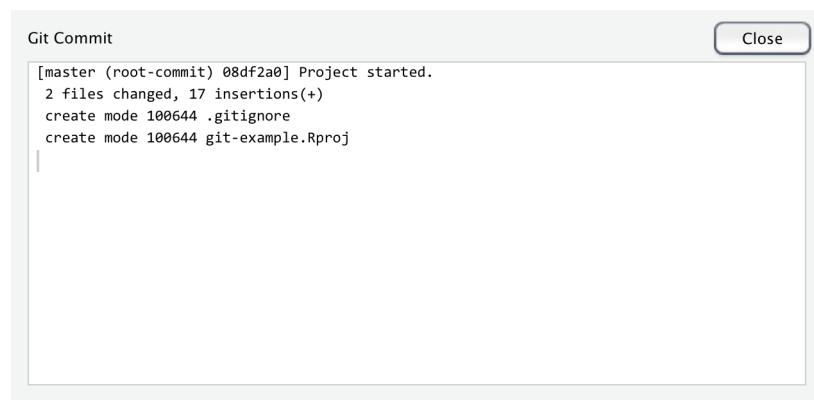 Git Commit
Close
[master (root-commit) 08df2a0] Project started.
2 files changed, 17 insertions(+)
create mode 100644 .gitignore
create mode 100644 git-example.Rproj